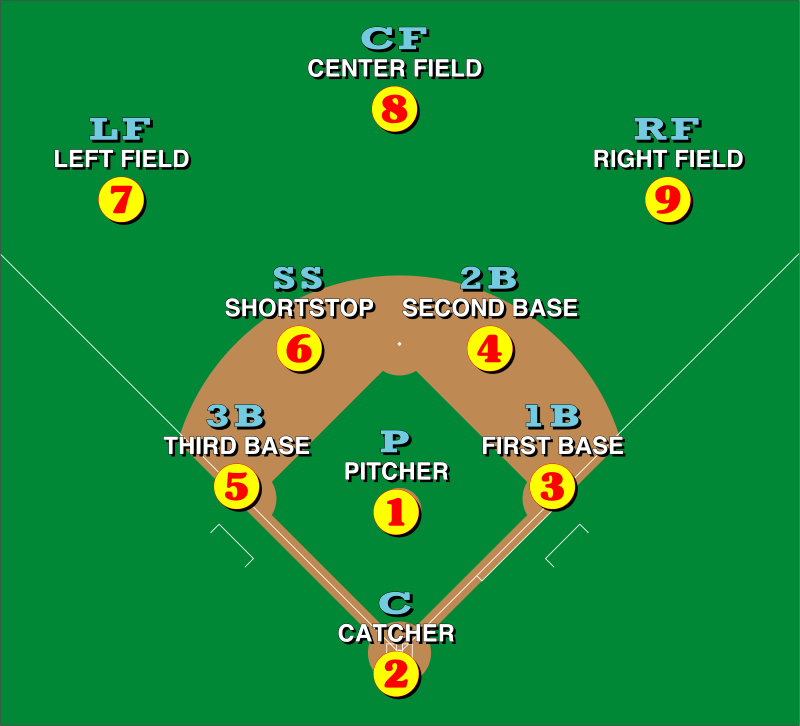 CF
CENTER FIELD
8
LF
LEFT FIELD
7
RF
RIGHT FIELD
9
SS
SHORTSTOP
6
2B
SECOND BASE
4
3B
THIRD BASE
5
P
PITCHER
1
1B
FIRST BASE
3
C
CATCHER
2